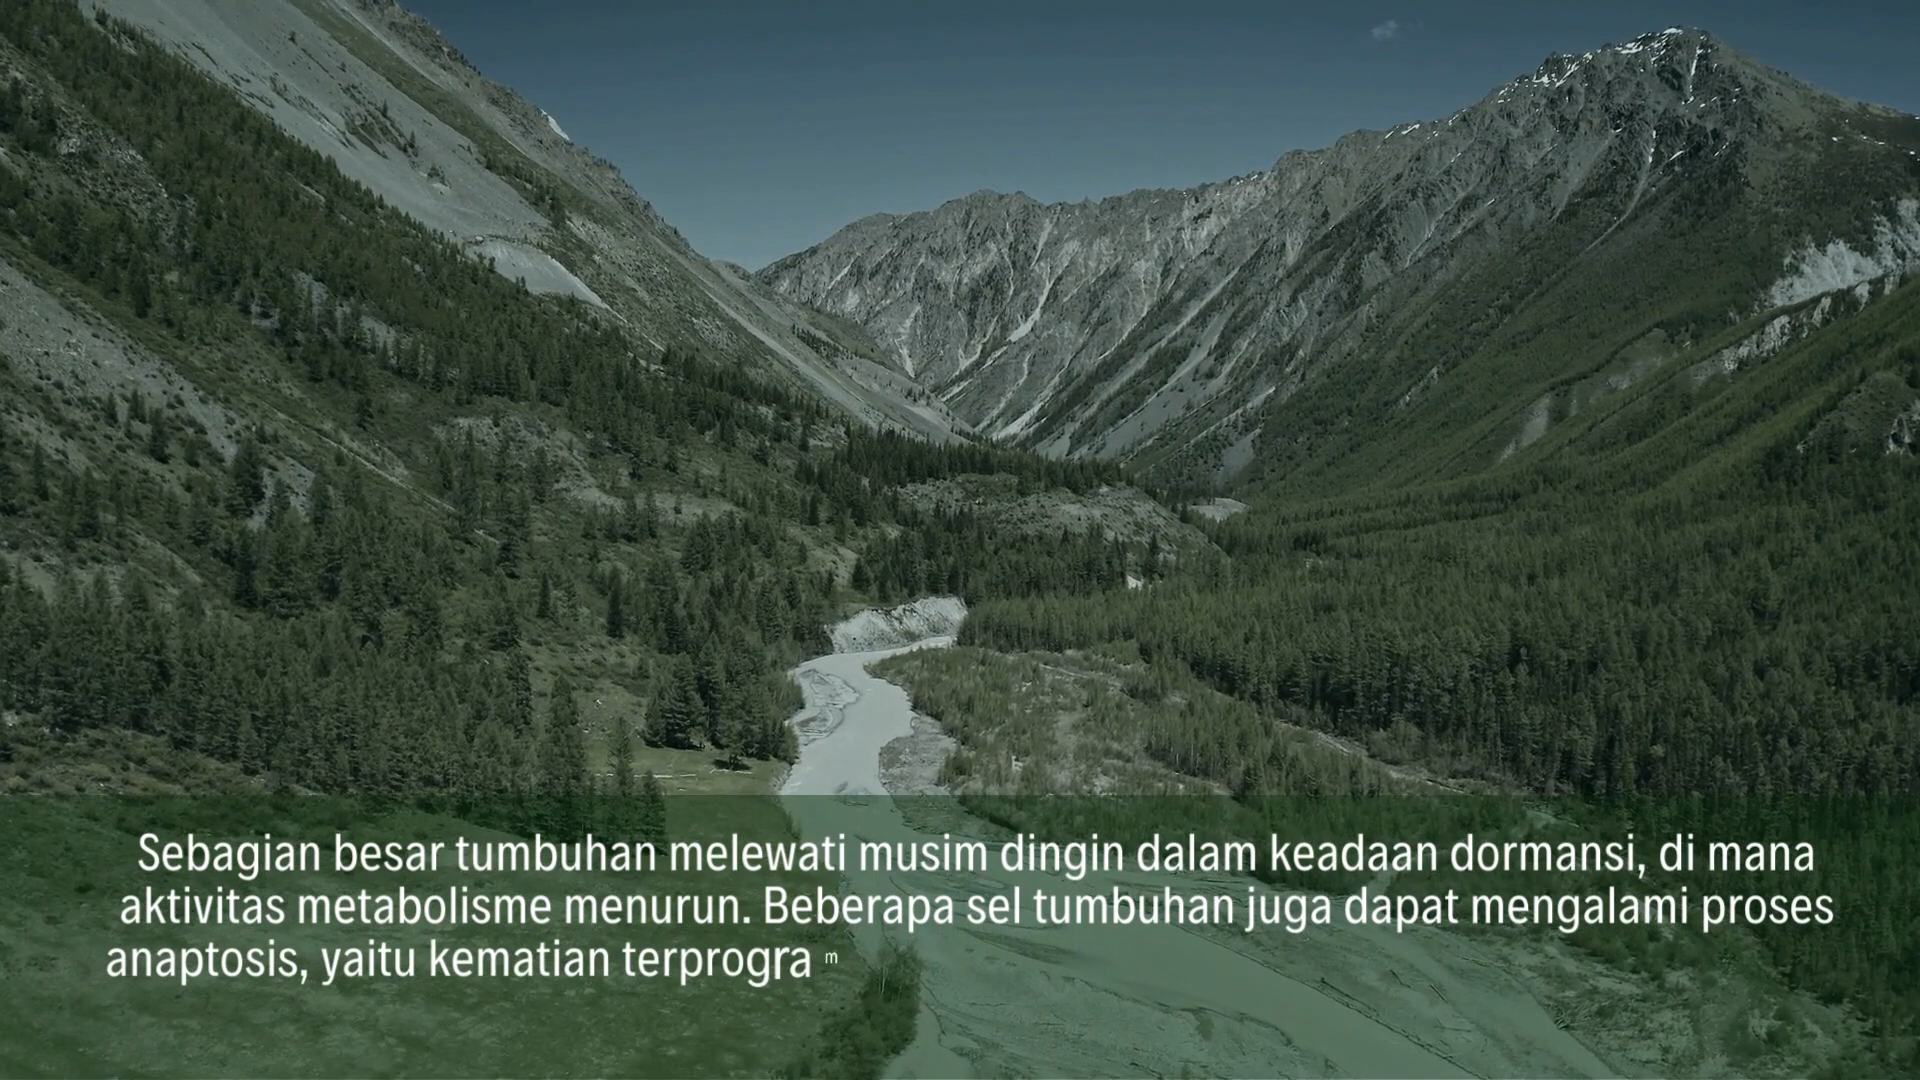 Sebagian besar tumbuhan melewati musim dingin dalam keadaan dormansi, di mana
aktivitas metabolisme menurun. Beberapa sel tumbuhan juga dapat mengalami proses
anaptosis, yaitu kematian terprogram